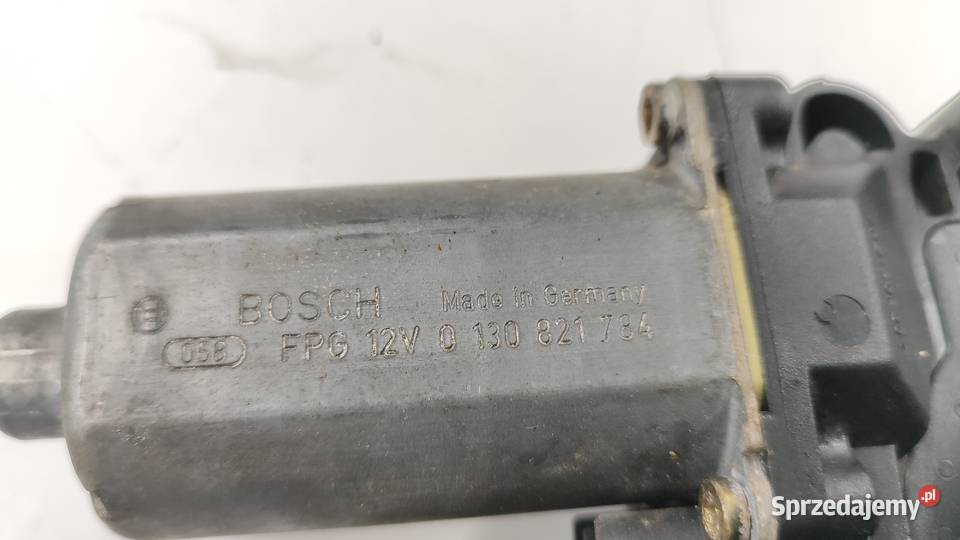 BOSCH Made in Germany
058 FPG 12V 0 130 821 784
Sprzedajemy.pl